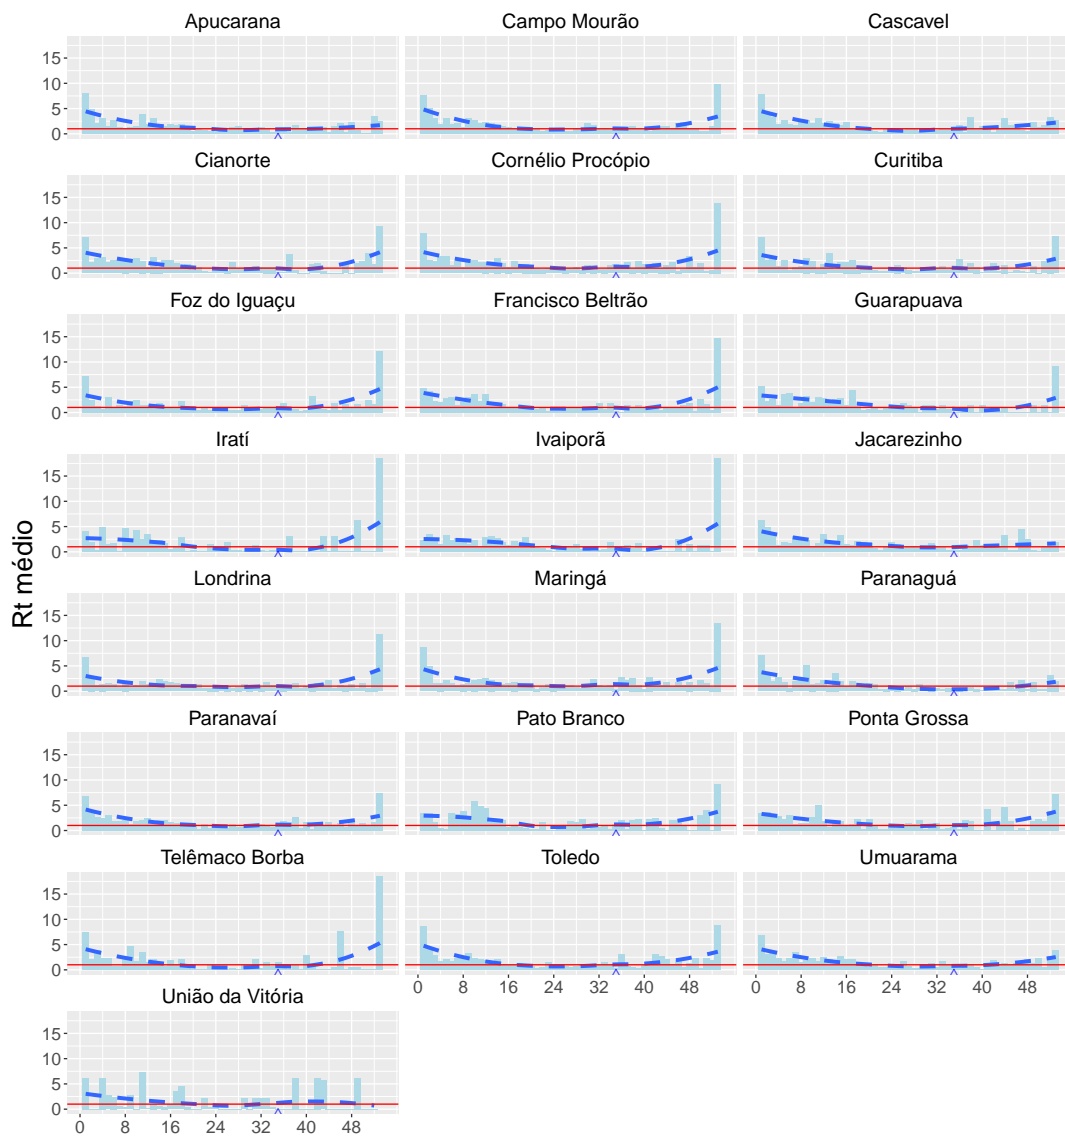 Apucarana Campo Mourão Cascavel
15
10
5
0
Cianorte Cornélio Procópio Curitiba
15
10
5
0
Foz do Iguaçu Francisco Beltrão Guarapuava
15
10
5
0
Iratí Ivaiporã Jacarezinho
15
10
5
0
Rt médio
Londrina Maringá Paranaguá
15
10
5
0
Paranavaí Pato Branco Ponta Grossa
15
10
5
0
Telêmaco Borba Toledo Umuarama
15
10
5
0
0 8 16 24 32 40 48 0 8 16 24 32 40 48
União da Vitória
15
10
5
0
0 8 16 24 32 40 48